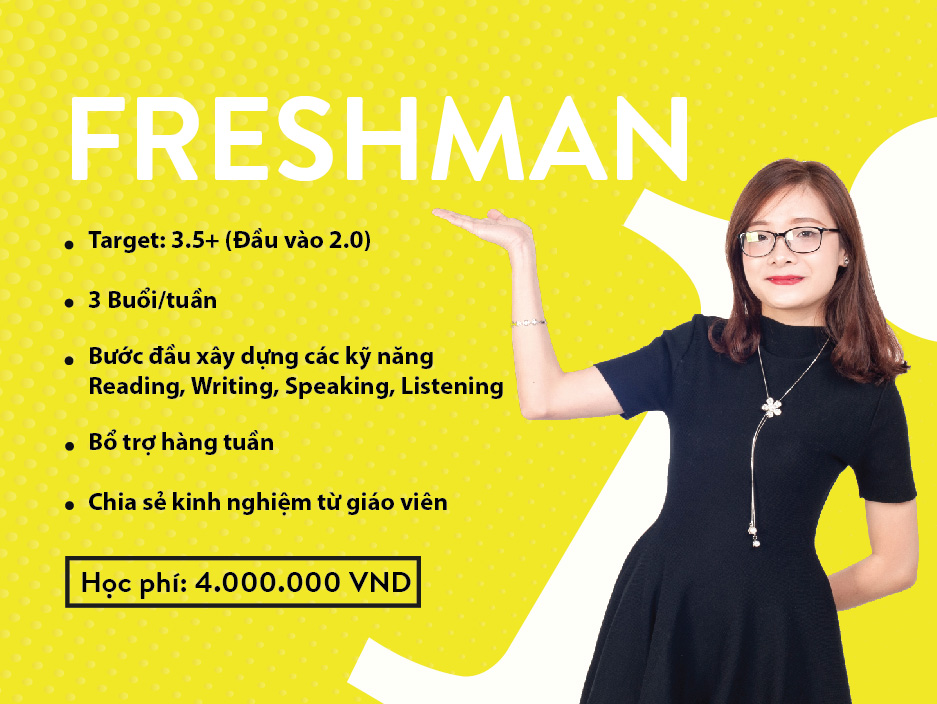 FRESHMAN
Target: 3.5+ (Đầu vào 2.0)
3 Buổi/tuần
Bước đầu xây dựng các kỹ năng
Reading, Writing, Speaking, Listening
Bổ trợ hàng tuần
Chia sẻ kinh nghiệm từ giáo viên
Học phí: 4.000.000 VND